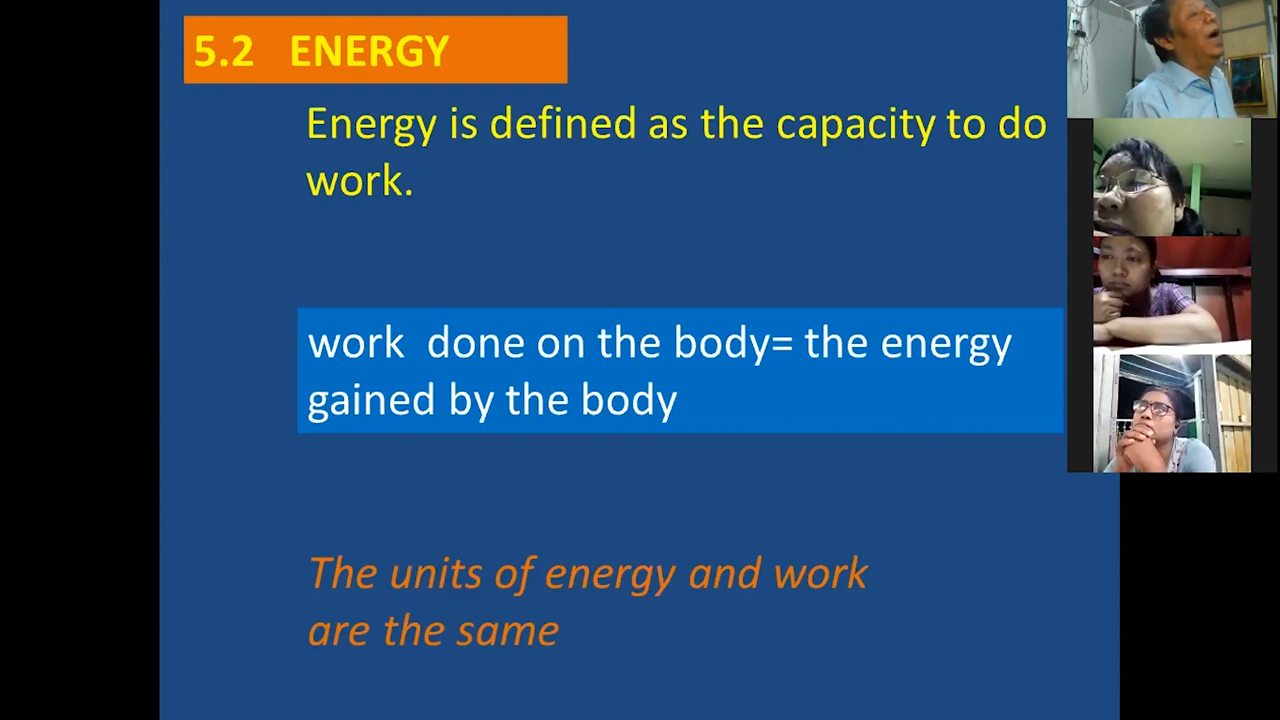 5.2 ENERGY
Energy is defined as the capacity to do
work.
work done on the body= the energy
gained by the body
The units of energy and work
are the same